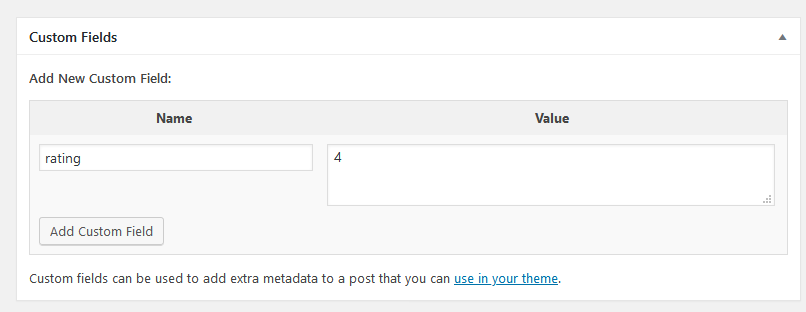 Custom Fields
Add New Custom Field:
Name Value
rating 4
Add Custom Field
Custom fields can be used to add extra metadata to a post that you can use in your theme.